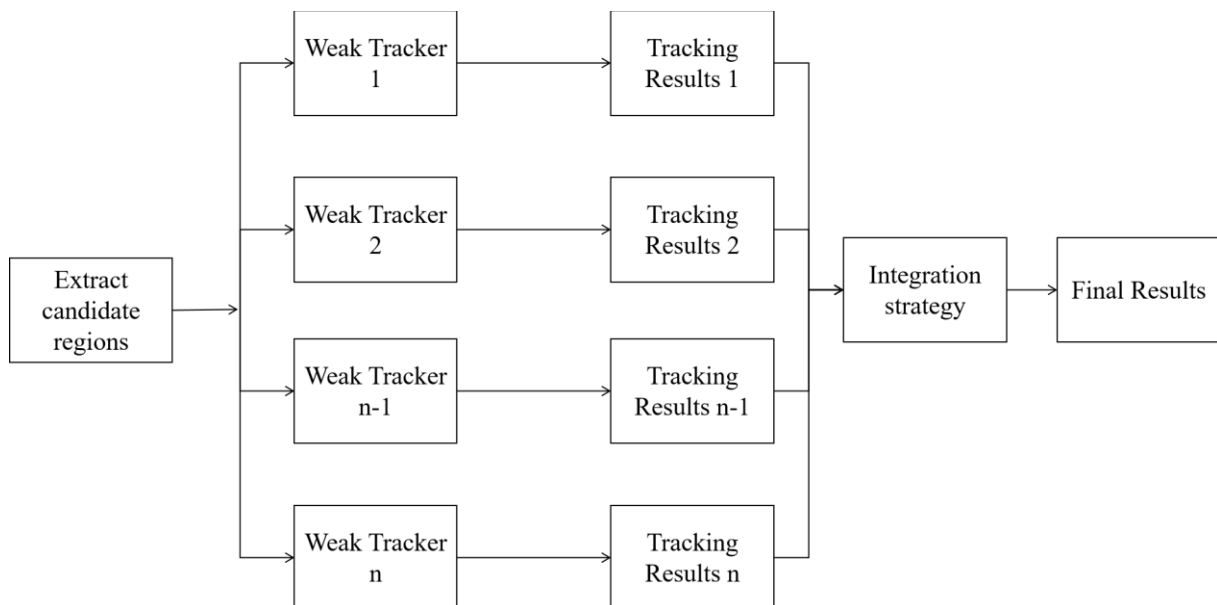 Weak Tracker
1
Tracking
Results 1
Weak Tracker
2
Tracking
Results 2
Extract
candidate
regions
Integration
strategy
Final Results
Weak Tracker
n-1
Tracking
Results n-1
Weak Tracker
n
Tracking
Results n